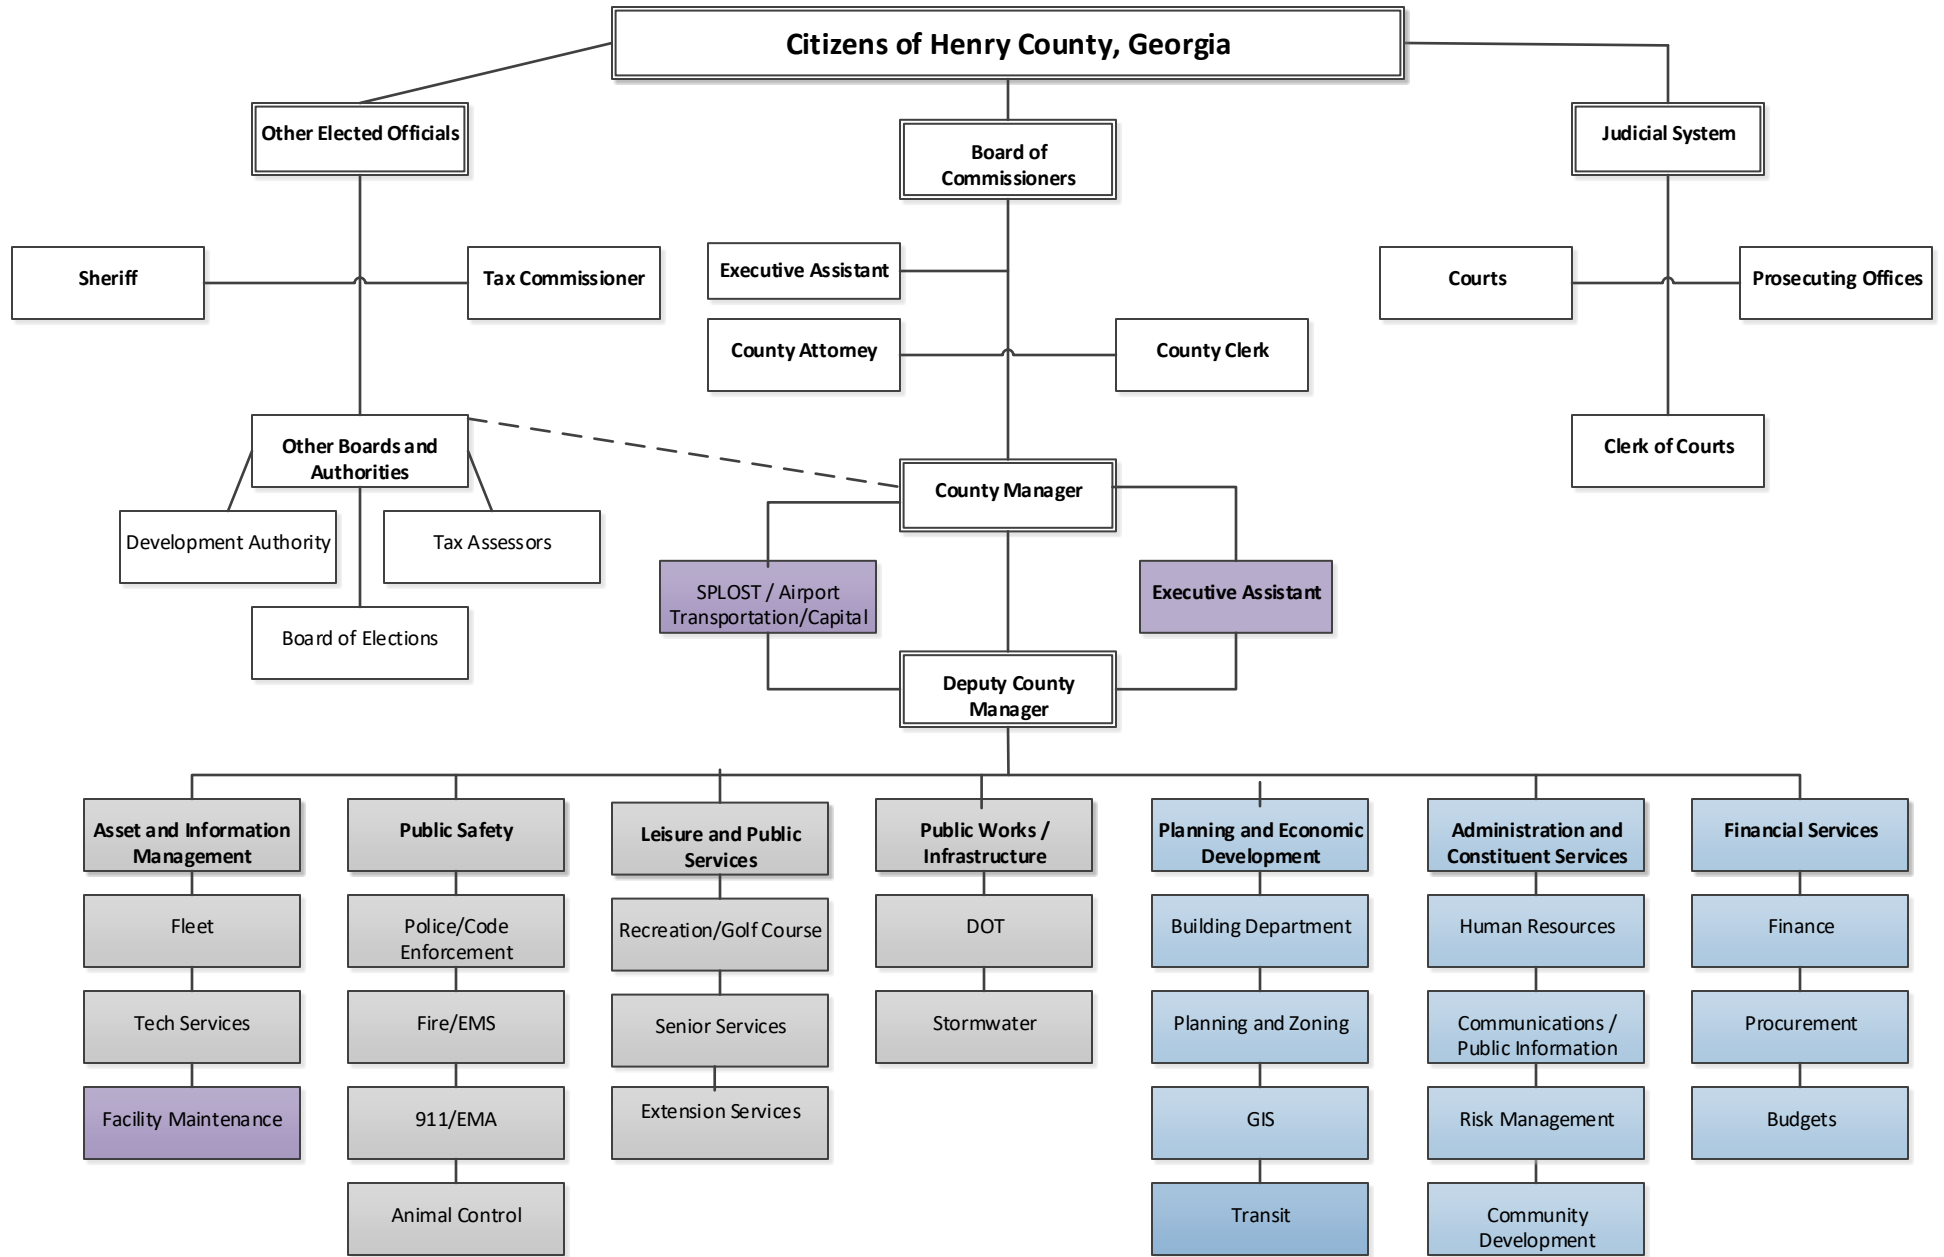 Citizens of Henry County, Georgia
Other Elected Officials
Board of
Commissioners
Judicial System
Sheriff
Tax Commissioner
Executive Assistant
Courts
Prosecuting Offices
County Attorney
County Clerk
Other Boards and
Authorities
Clerk of Courts
County Manager
Development Authority
Tax Assessors
SPLOST / Airport
Transportation/Capital
Executive Assistant
Board of Elections
Deputy County
Manager
Asset and Information
Management
Fleet
Tech Services
Facility Maintenance
Public Safety
Police/Code
Enforcement
Fire/EMS
911/EMA
Animal Control
Leisure and Public
Services
Recreation/Golf Course
Senior Services
Extension Services
Public Works /
Infrastructure
DOT
Stormwater
Planning and Economic
Development
Building Department
Planning and Zoning
GIS
Transit
Administration and
Constituent Services
Human Resources
Communications /
Public Information
Risk Management
Community
Development
Financial Services
Finance
Procurement
Budgets